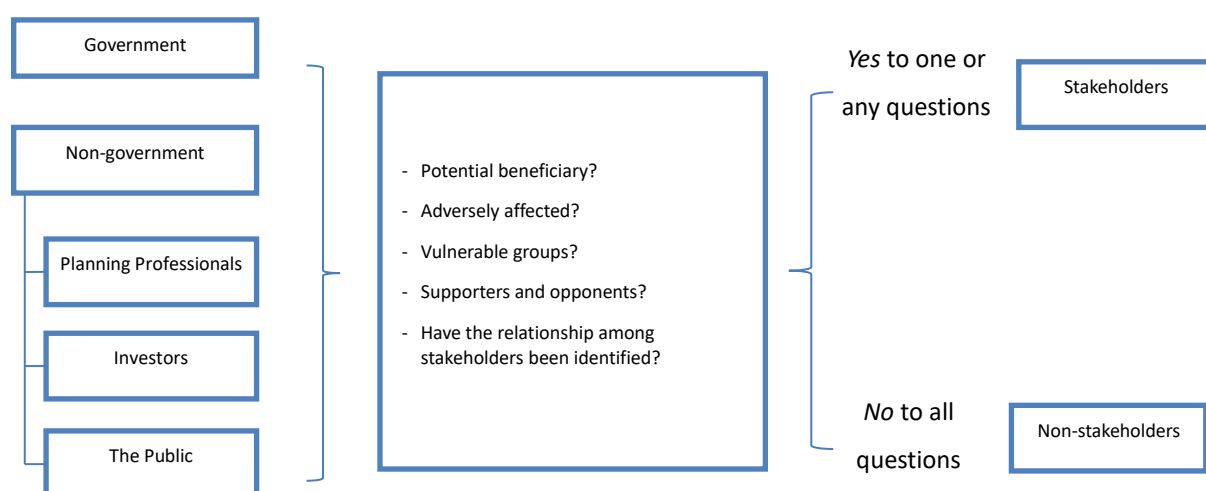 Government
Non-government
Planning Professionals
Investors
The Public
- Potential beneficiary?
- Adversely affected?
- Vulnerable groups?
- Supporters and opponents?
- Have the relationship among
stakeholders been identified?
Yes to one or
any questions
Stakeholders
No to all
questions
Non-stakeholders